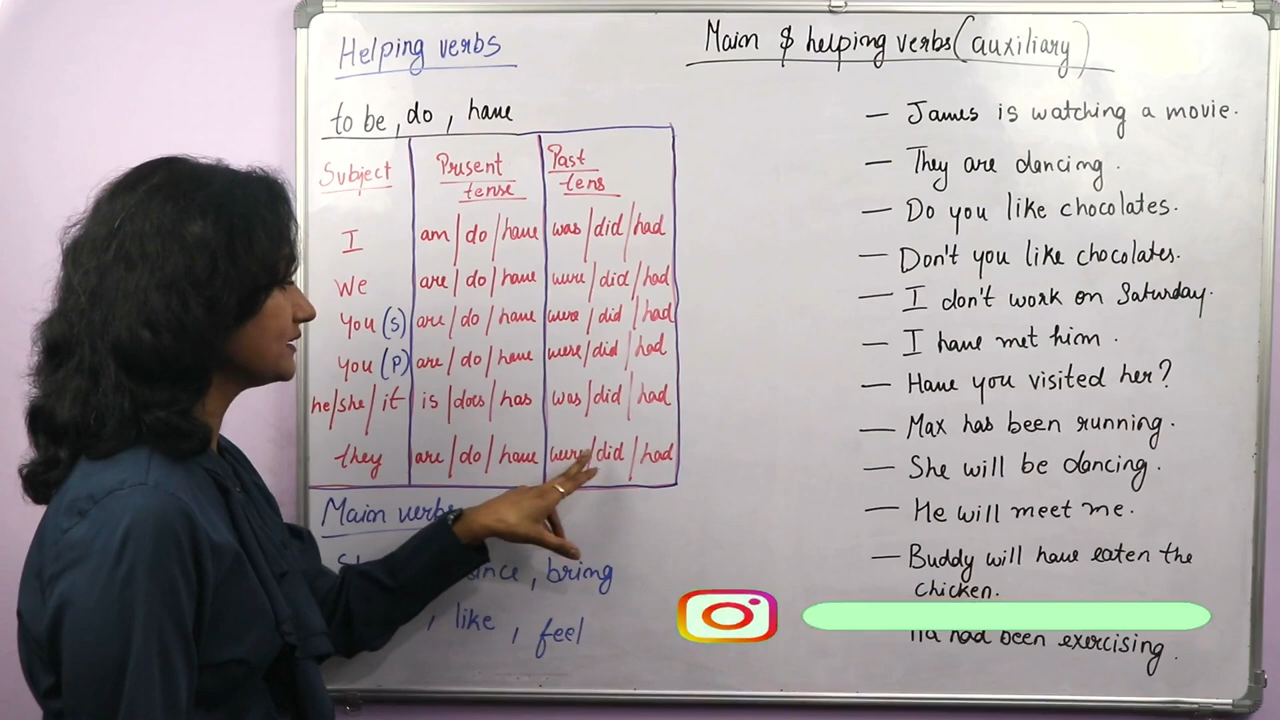 Helping verbs
to be, do, have
Subject Present tense Past tens
I am/do/have was/did/had
We are/do/have were/did/had
You (S) are/do/have were/did/had
You (P) are/do/have were/did/had
he/she/it is/does/has was/did/had
they are/do/have were/did/had
Main verbs
, bring
, like, feel
Main & helping verbs (auxiliary)
— James is watching a movie.
— They are dancing.
— Do you like chocolates.
— Don't you like chocolates.
— I don't work on Saturday.
— I have met him.
— Have you visited her?
— Max has been running.
— She will be dancing.
— He will meet me.
— Buddy will have eaten the
chicken.
had been exercising.